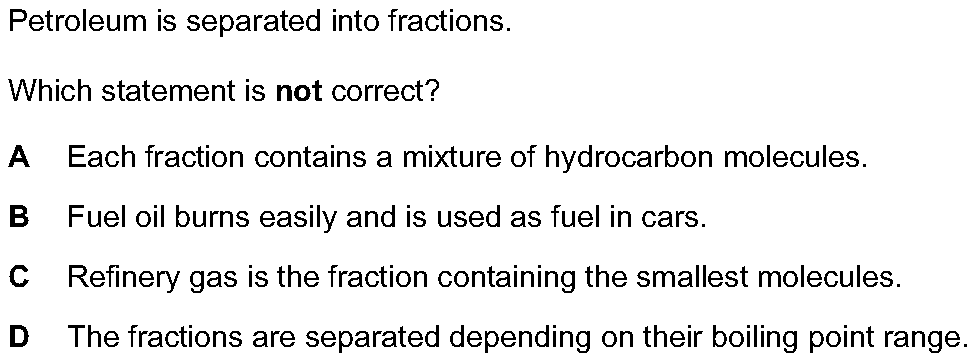 Petroleum is separated into fractions.
Which statement is not correct?
A Each fraction contains a mixture of hydrocarbon molecules.
B Fuel oil burns easily and is used as fuel in cars.
C Refinery gas is the fraction containing the smallest molecules.
D The fractions are separated depending on their boiling point range.